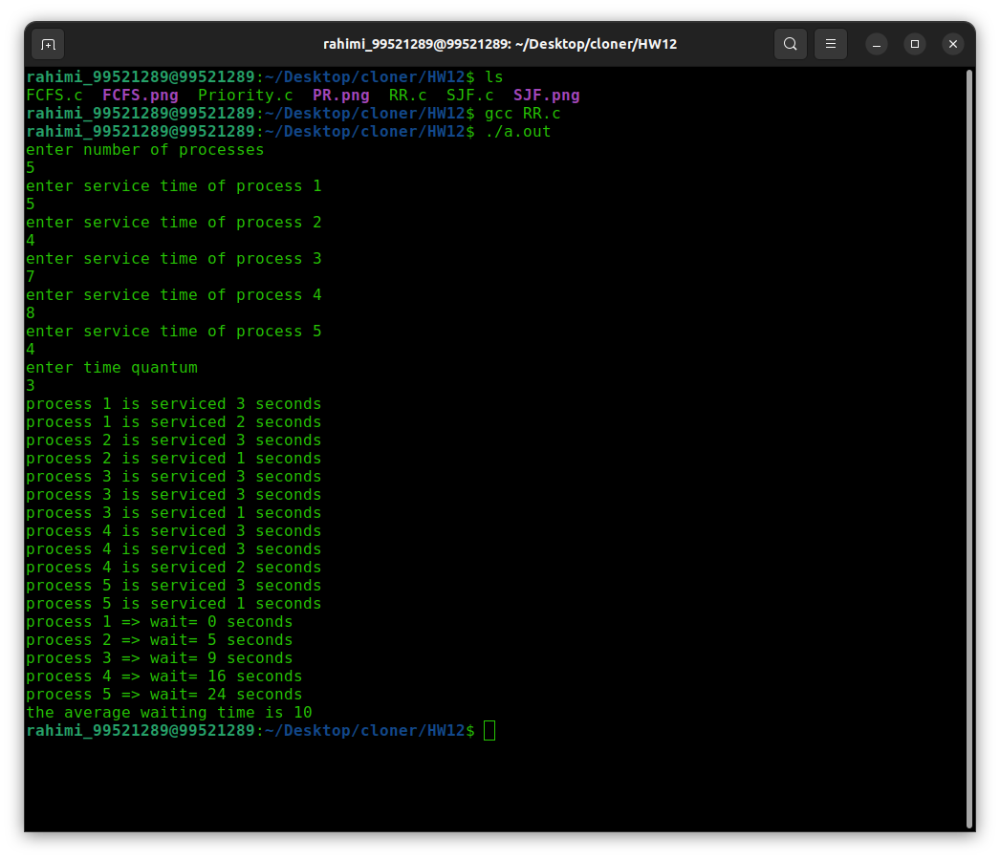 rahimi_99521289@99521289: ~/Desktop/cloner/HW12
rahimi_99521289@99521289:~/Desktop/cloner/HW12$ ls
FCFS.c  FCFS.png  Priority.c  PR.png  RR.c  SJF.c  SJF.png
rahimi_99521289@99521289:~/Desktop/cloner/HW12$ gcc RR.c
rahimi_99521289@99521289:~/Desktop/cloner/HW12$ ./a.out
enter number of processes
5
enter service time of process 1
5
enter service time of process 2
4
enter service time of process 3
7
enter service time of process 4
8
enter service time of process 5
4
enter time quantum
3
process 1 is serviced 3 seconds
process 1 is serviced 2 seconds
process 2 is serviced 3 seconds
process 2 is serviced 1 seconds
process 3 is serviced 3 seconds
process 3 is serviced 3 seconds
process 3 is serviced 1 seconds
process 4 is serviced 3 seconds
process 4 is serviced 3 seconds
process 4 is serviced 2 seconds
process 5 is serviced 3 seconds
process 5 is serviced 1 seconds
process 1 => wait= 0 seconds
process 2 => wait= 5 seconds
process 3 => wait= 9 seconds
process 4 => wait= 16 seconds
process 5 => wait= 24 seconds
the average waiting time is 10
rahimi_99521289@99521289:~/Desktop/cloner/HW12$